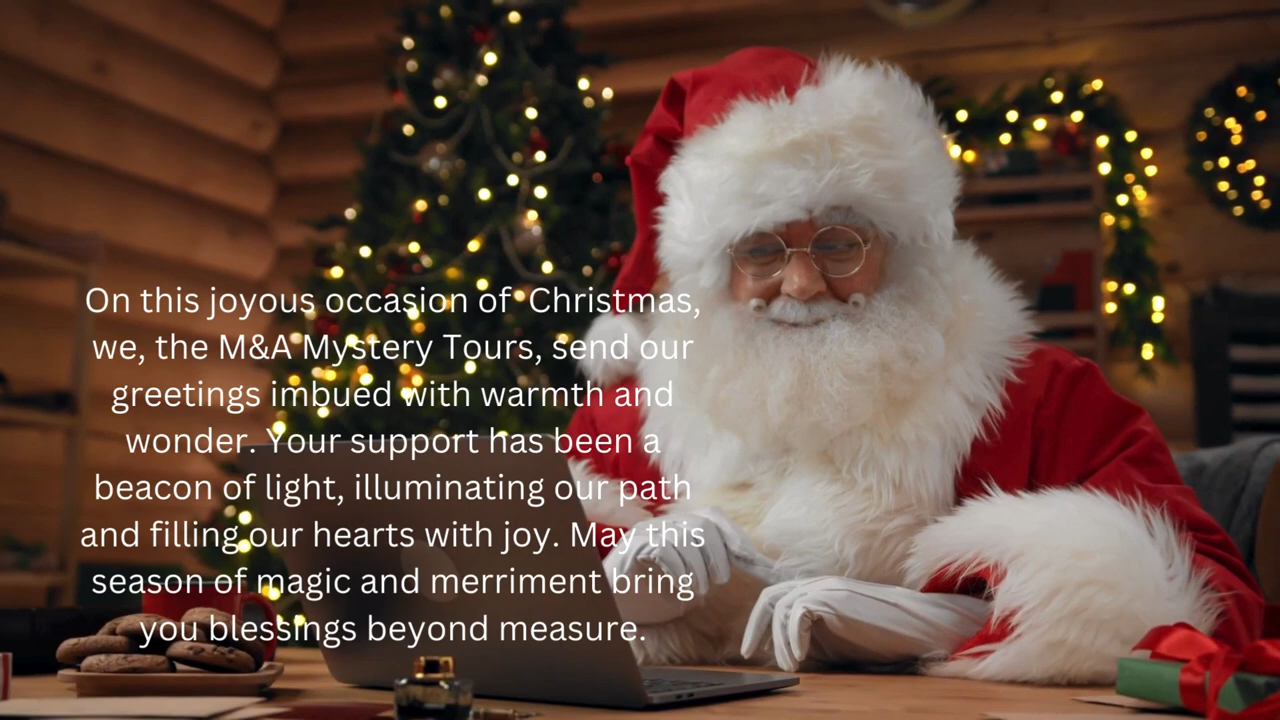 On this joyous occasion of  Christmas,
we, the M&A Mystery Tours, send our
greetings imbued with warmth and
wonder. Your support has been a
beacon of light, illuminating our path
and filling our hearts with joy. May this
season of magic and merriment bring
you blessings beyond measure.